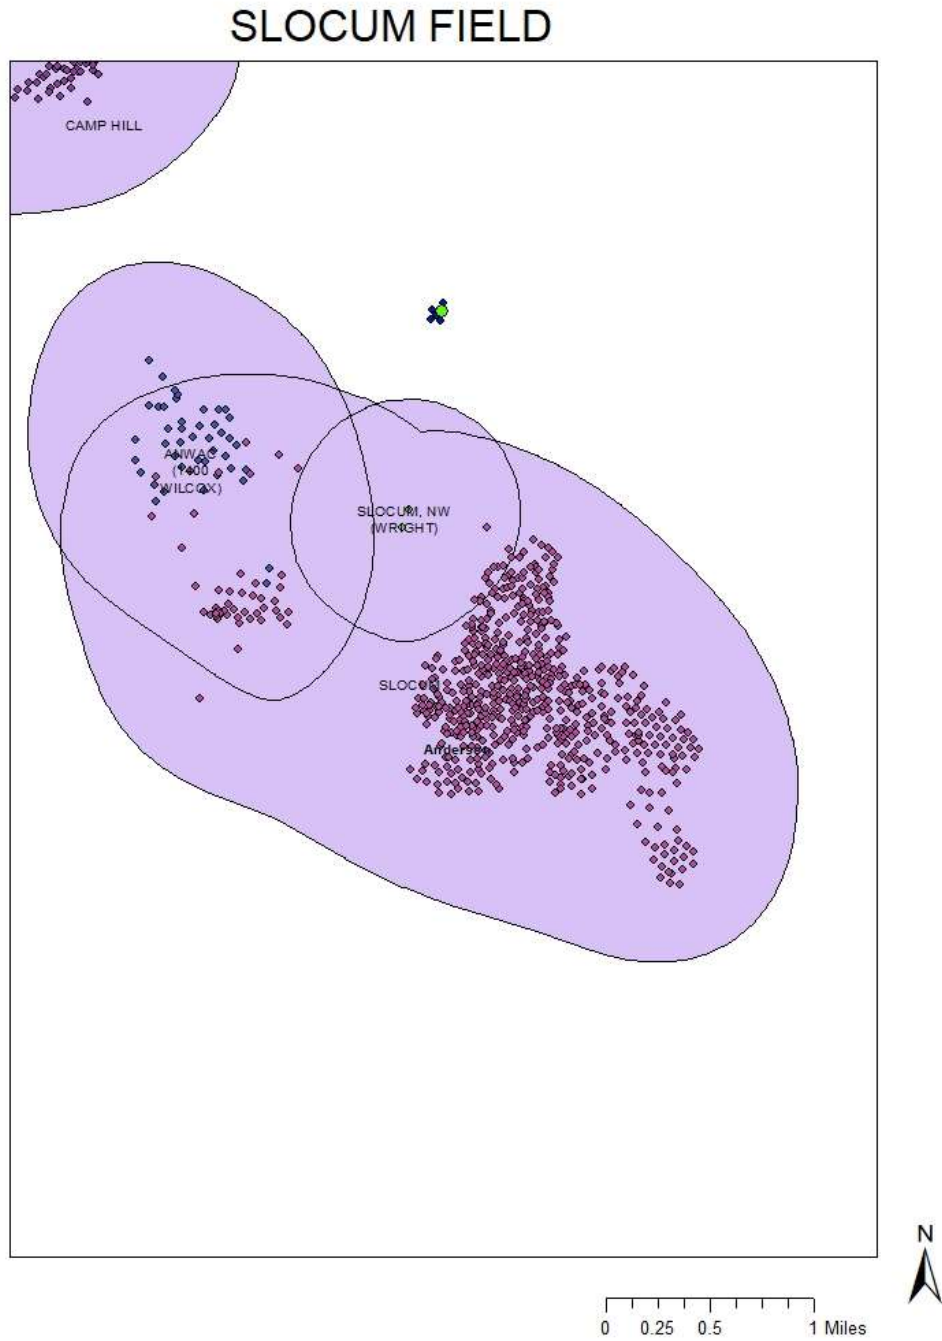 SLOCUM FIELD
CAMP HILL
ANWAC
(1400
WILCOX)
SLOCUM, NW
(WRIGHT)
SLOCUM
Anderson
N
0 0.25 0.5 1 Miles